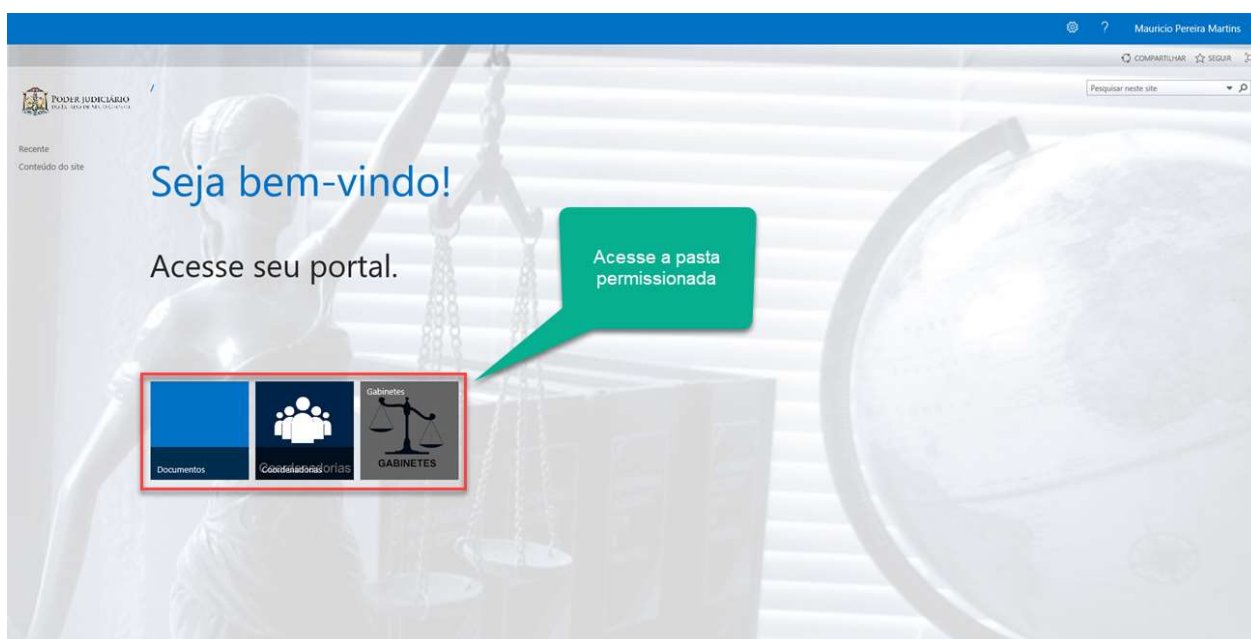 Mauricio Pereira Martins
COMPARTILHAR SEGUIR
PODER JUDICIÁRIO
/
Pesquisar neste site
Recente
Conteúdo do site
Seja bem-vindo!
Acesse seu portal.
Acesse a pasta
permissionada
Gabinetes
Documentos
Coordenadorias
Coordenadorias
GABINETES